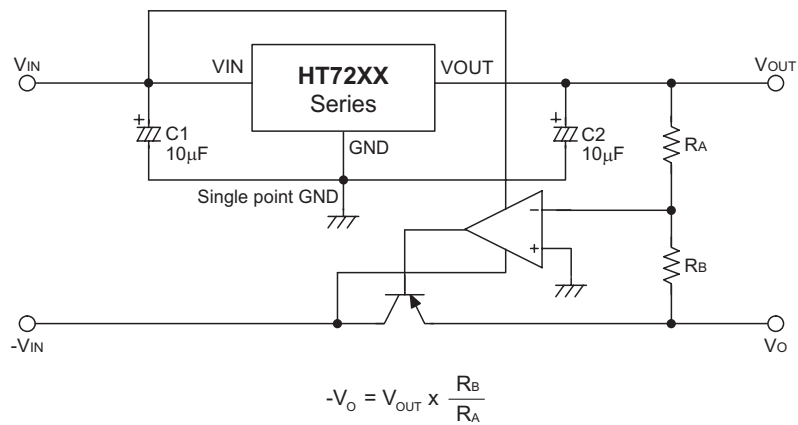 VIN
VIN
HT72XX
Series
VOUT
VOUT
+
C1
10μF
GND
+
C2
10μF
RA
Single point GND
−
+
RB
-VIN
VO
-VO = VOUT x RB
RA